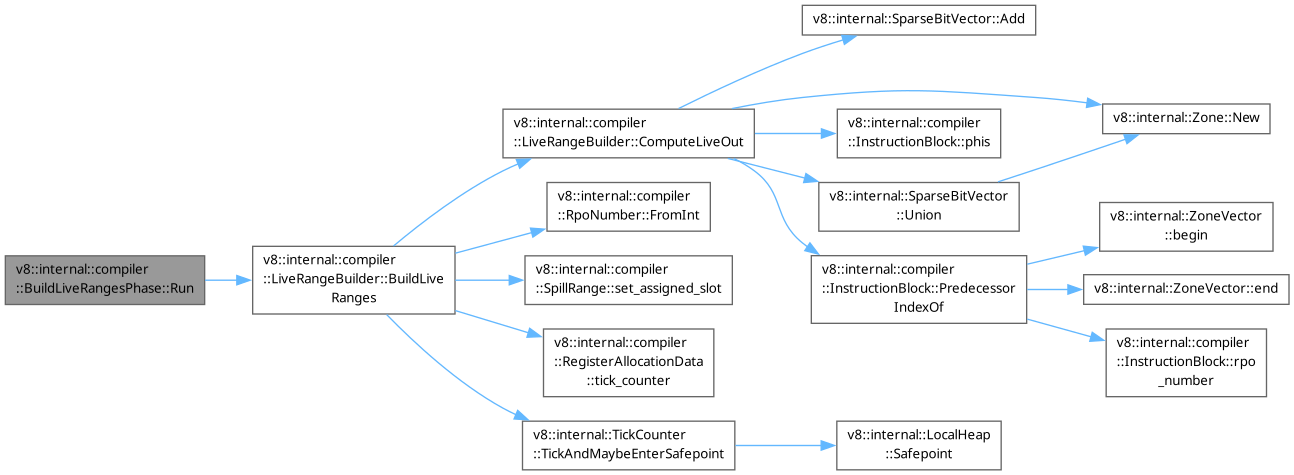 v8::internal::compiler
::BuildLiveRangesPhase::Run
v8::internal::compiler
::LiveRangeBuilder::BuildLive
Ranges
v8::internal::compiler
::LiveRangeBuilder::ComputeLiveOut
v8::internal::compiler
::RpoNumber::FromInt
v8::internal::compiler
::SpillRange::set_assigned_slot
v8::internal::compiler
::RegisterAllocationData
::tick_counter
v8::internal::TickCounter
::TickAndMaybeEnterSafepoint
v8::internal::SparseBitVector::Add
v8::internal::compiler
::InstructionBlock::phis
v8::internal::SparseBitVector
::Union
v8::internal::compiler
::InstructionBlock::Predecessor
IndexOf
v8::internal::LocalHeap
::Safepoint
v8::internal::Zone::New
v8::internal::ZoneVector
::begin
v8::internal::ZoneVector::end
v8::internal::compiler
::InstructionBlock::rpo
_number